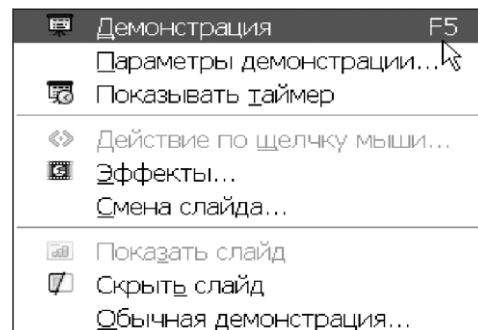 Демонстрация F5
Параметры демонстрации...
Показывать таймер
Действие по щелчку мыши...
Эффекты...
Смена слайда...
Показать слайд
Скрыть слайд
Обычная демонстрация...